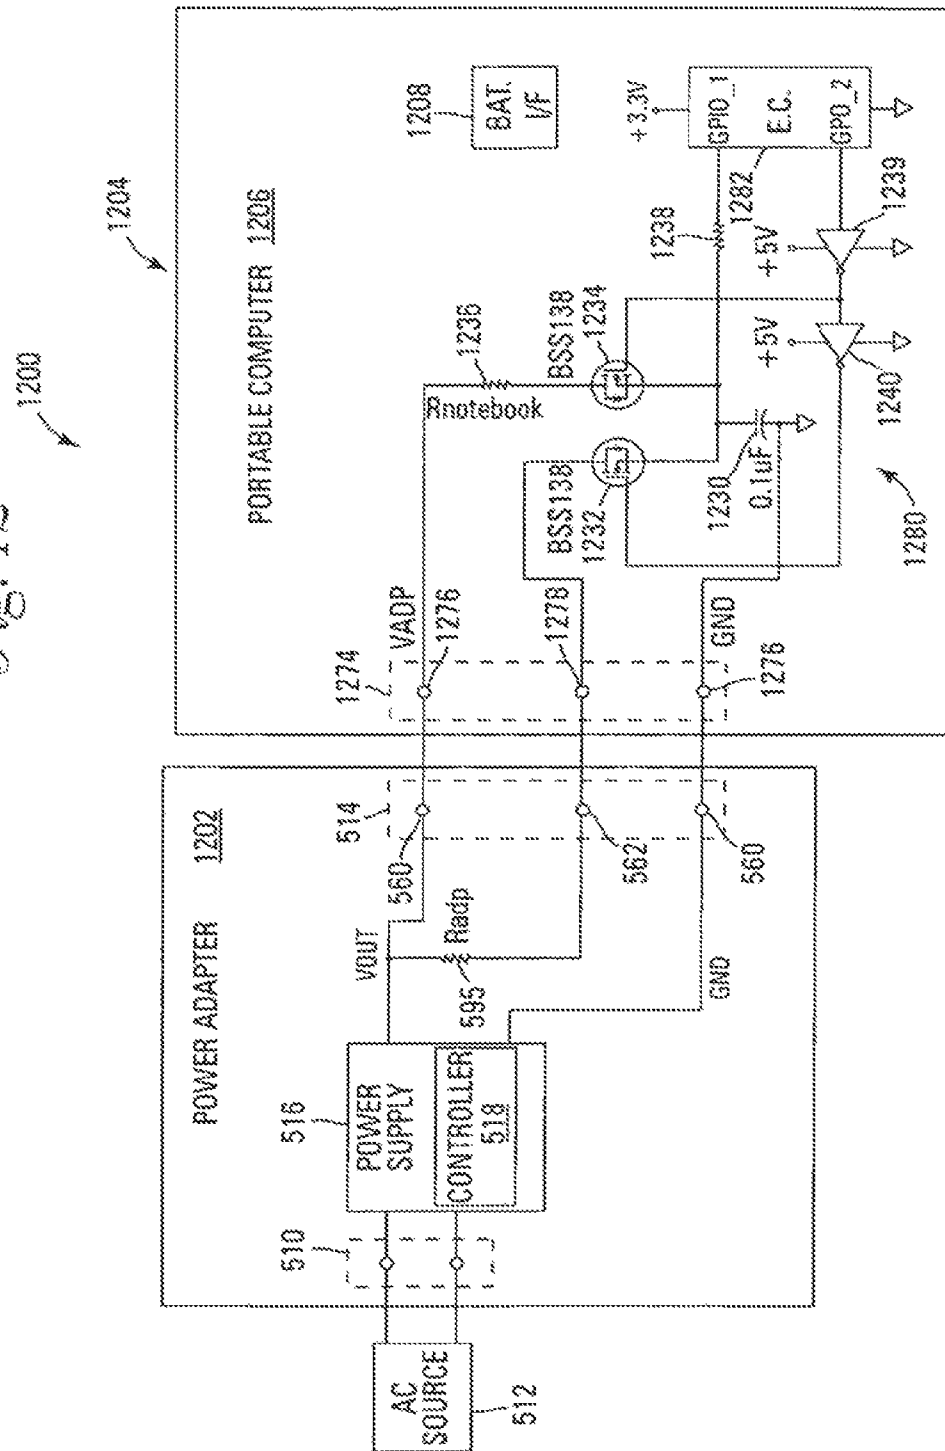 Fig. 12
1200
1204
POWER ADAPTER 1202
PORTABLE COMPUTER 1206
1208
BAT.
I/F
AC
SOURCE
512
510
516
POWER
SUPPLY
CONTROLLER
518
VOUT
Radp
595
514
560
562
560
GND
1274
VADP
1276
1278
GND
1276
1236
Rnotebook
BSS138
1234
BSS138
1232
1230
0.1uF
1238
1282
+3.3V
GPIO_1
E.C.
GPO_2
+5V
1239
+5V
1240
1280